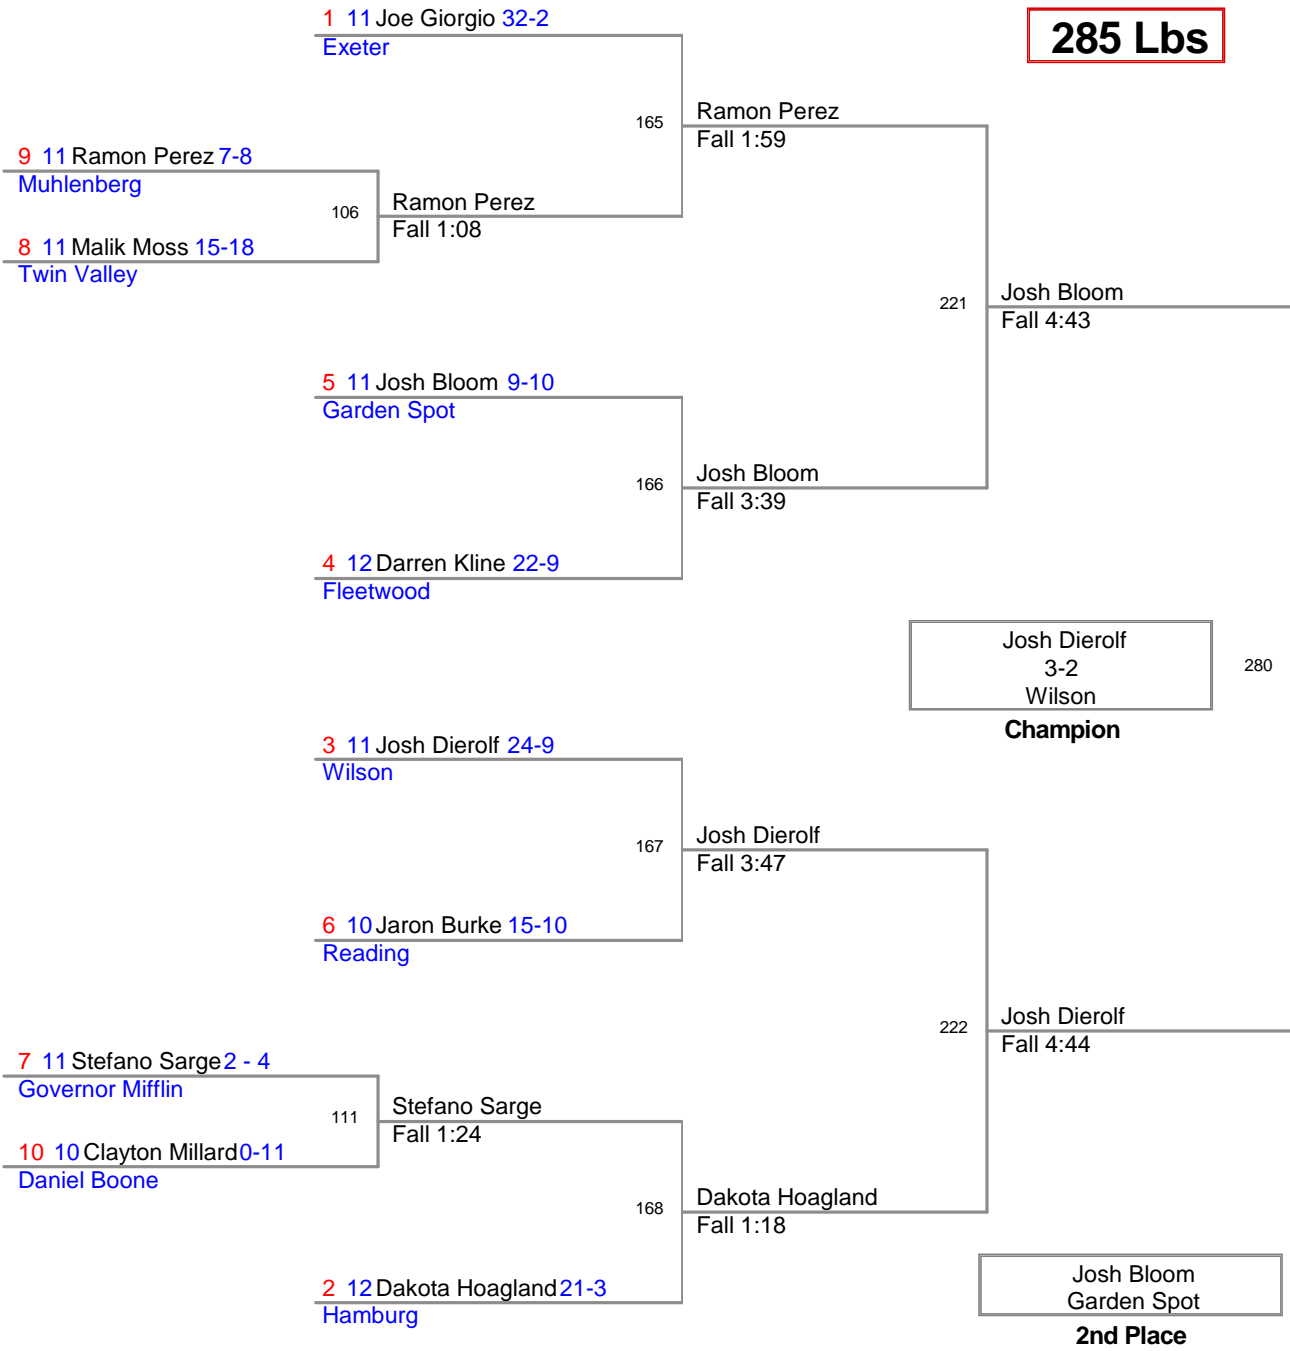 1 11 Joe Giorgio 32-2
Exeter
285 Lbs
165
Ramon Perez
Fall 1:59
9 11 Ramon Perez 7-8
Muhlenberg
106
Ramon Perez
Fall 1:08
8 11 Malik Moss 15-18
Twin Valley
221
Josh Bloom
Fall 4:43
5 11 Josh Bloom 9-10
Garden Spot
166
Josh Bloom
Fall 3:39
4 12 Darren Kline 22-9
Fleetwood
Josh Dierolf
3-2
Wilson
280
Champion
3 11 Josh Dierolf 24-9
Wilson
167
Josh Dierolf
Fall 3:47
6 10 Jaron Burke 15-10
Reading
222
Josh Dierolf
Fall 4:44
7 11 Stefano Sarge 2 - 4
Governor Mifflin
111
Stefano Sarge
Fall 1:24
10 10 Clayton Millard 0-11
Daniel Boone
168
Dakota Hoagland
Fall 1:18
2 12 Dakota Hoagland 21-3
Hamburg
Josh Bloom
Garden Spot
2nd Place